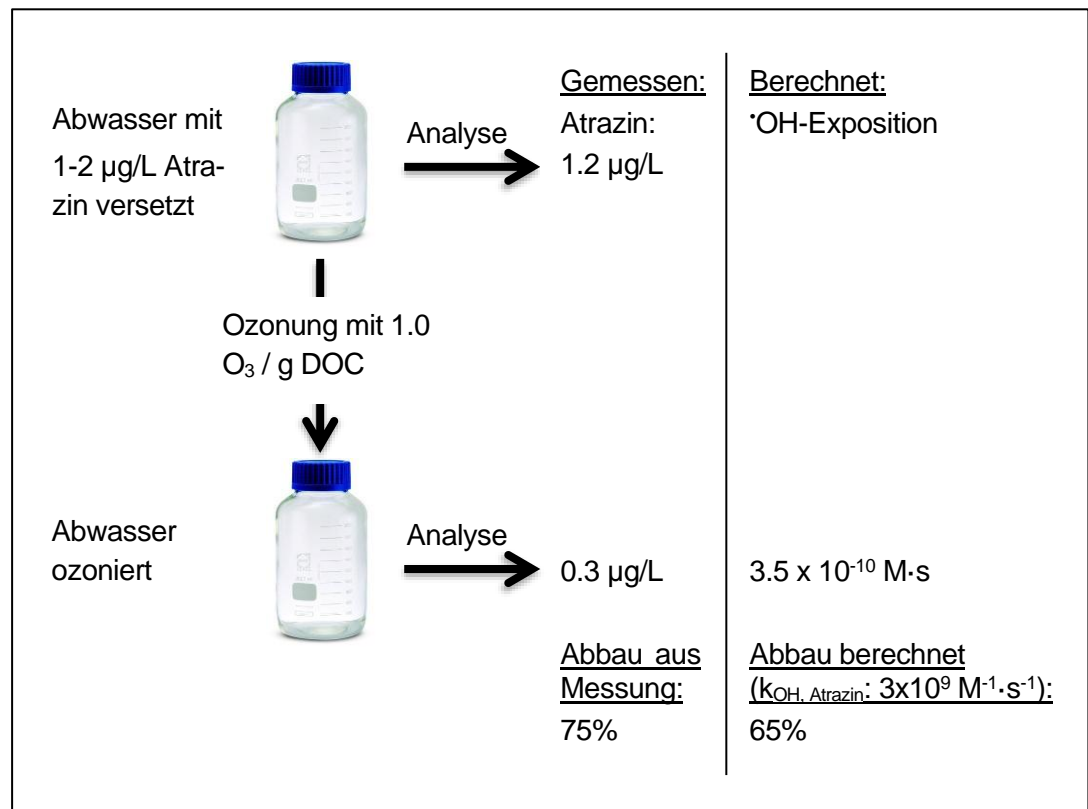 Gemessen:
Berechnet:
Abwasser mit
1-2 µg/L Atra-
zin versetzt
Analyse
Atrazin:
1.2 µg/L
•OH-Exposition
Ozonung mit 1.0
O₃ / g DOC
Abwasser
ozoniert
Analyse
0.3 µg/L
3.5 x 10⁻¹⁰ M·s
Abbau aus
Messung:
75%
Abbau berechnet
(kOH, Atrazin: 3x10⁹ M⁻¹·s⁻¹):
65%